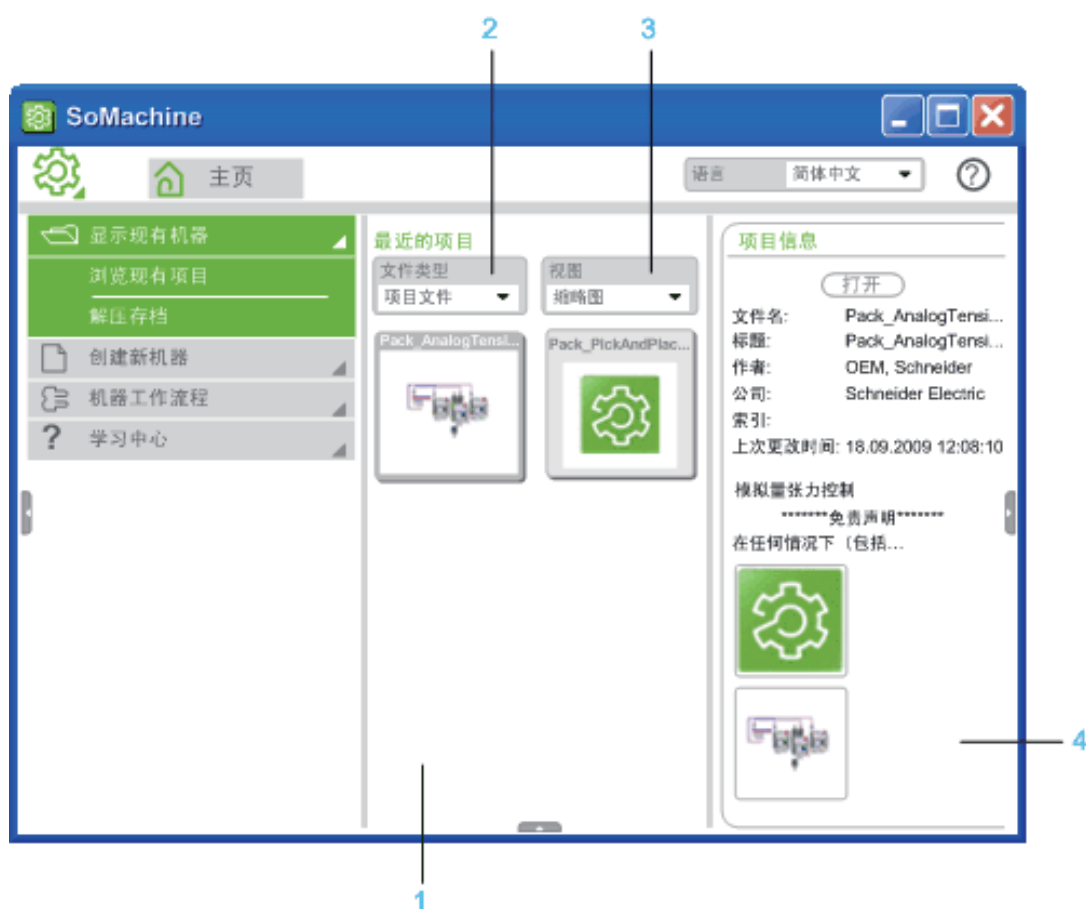 2
3
SoMachine
主页
语言 简体中文
?
显示现有机器
浏览现有项目
解压存档
创建新机器
机器工作流程
? 学习中心
最近的项目
文件类型
项目文件
视图
缩略图
Pack_AnalogTensi...
Pack_PickAndPlac...
项目信息
打开
文件名: Pack_AnalogTensi...
标题: Pack_AnalogTensi...
作者: OEM, Schneider
公司: Schneider Electric
索引:
上次更改时间: 18.09.2009 12:08:10
模拟量张力控制
*******免责声明*******
在任何情况下（包括...
4
1